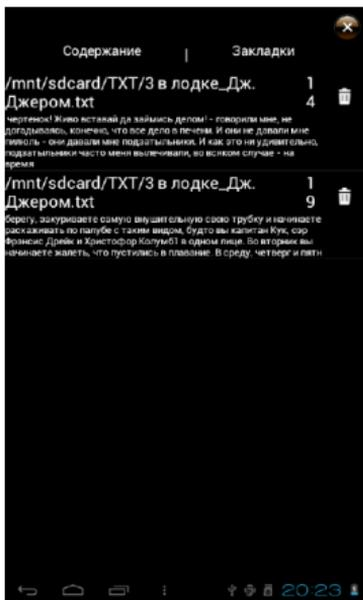 Содержание | Закладки
/mnt/sdcard/TXT/3 в лодке_Дж. 1
Джером.txt 4
чертенок! Живо вставай да займись делом! - говорили мне, не
догадываясь, конечно, что все дело в печени. И они не давали мне
пилюль - они давали мне подзатыльники. И как это ни удивительно,
подзатыльники часто меня вылечивали, во всяком случае - на
время
/mnt/sdcard/TXT/3 в лодке_Дж. 1
Джером.txt 9
берегу, закуриваете самую внушительную свою трубку и начинаете
расхаживать по палубе с таким видом, будто вы капитан Кук, сэр
Фрэнсис Дрейк и Христофор Колумб1 в одном лице. Во вторник вы
начинаете жалеть, что пустились в плавание. В среду, четверг и пятн
20:23